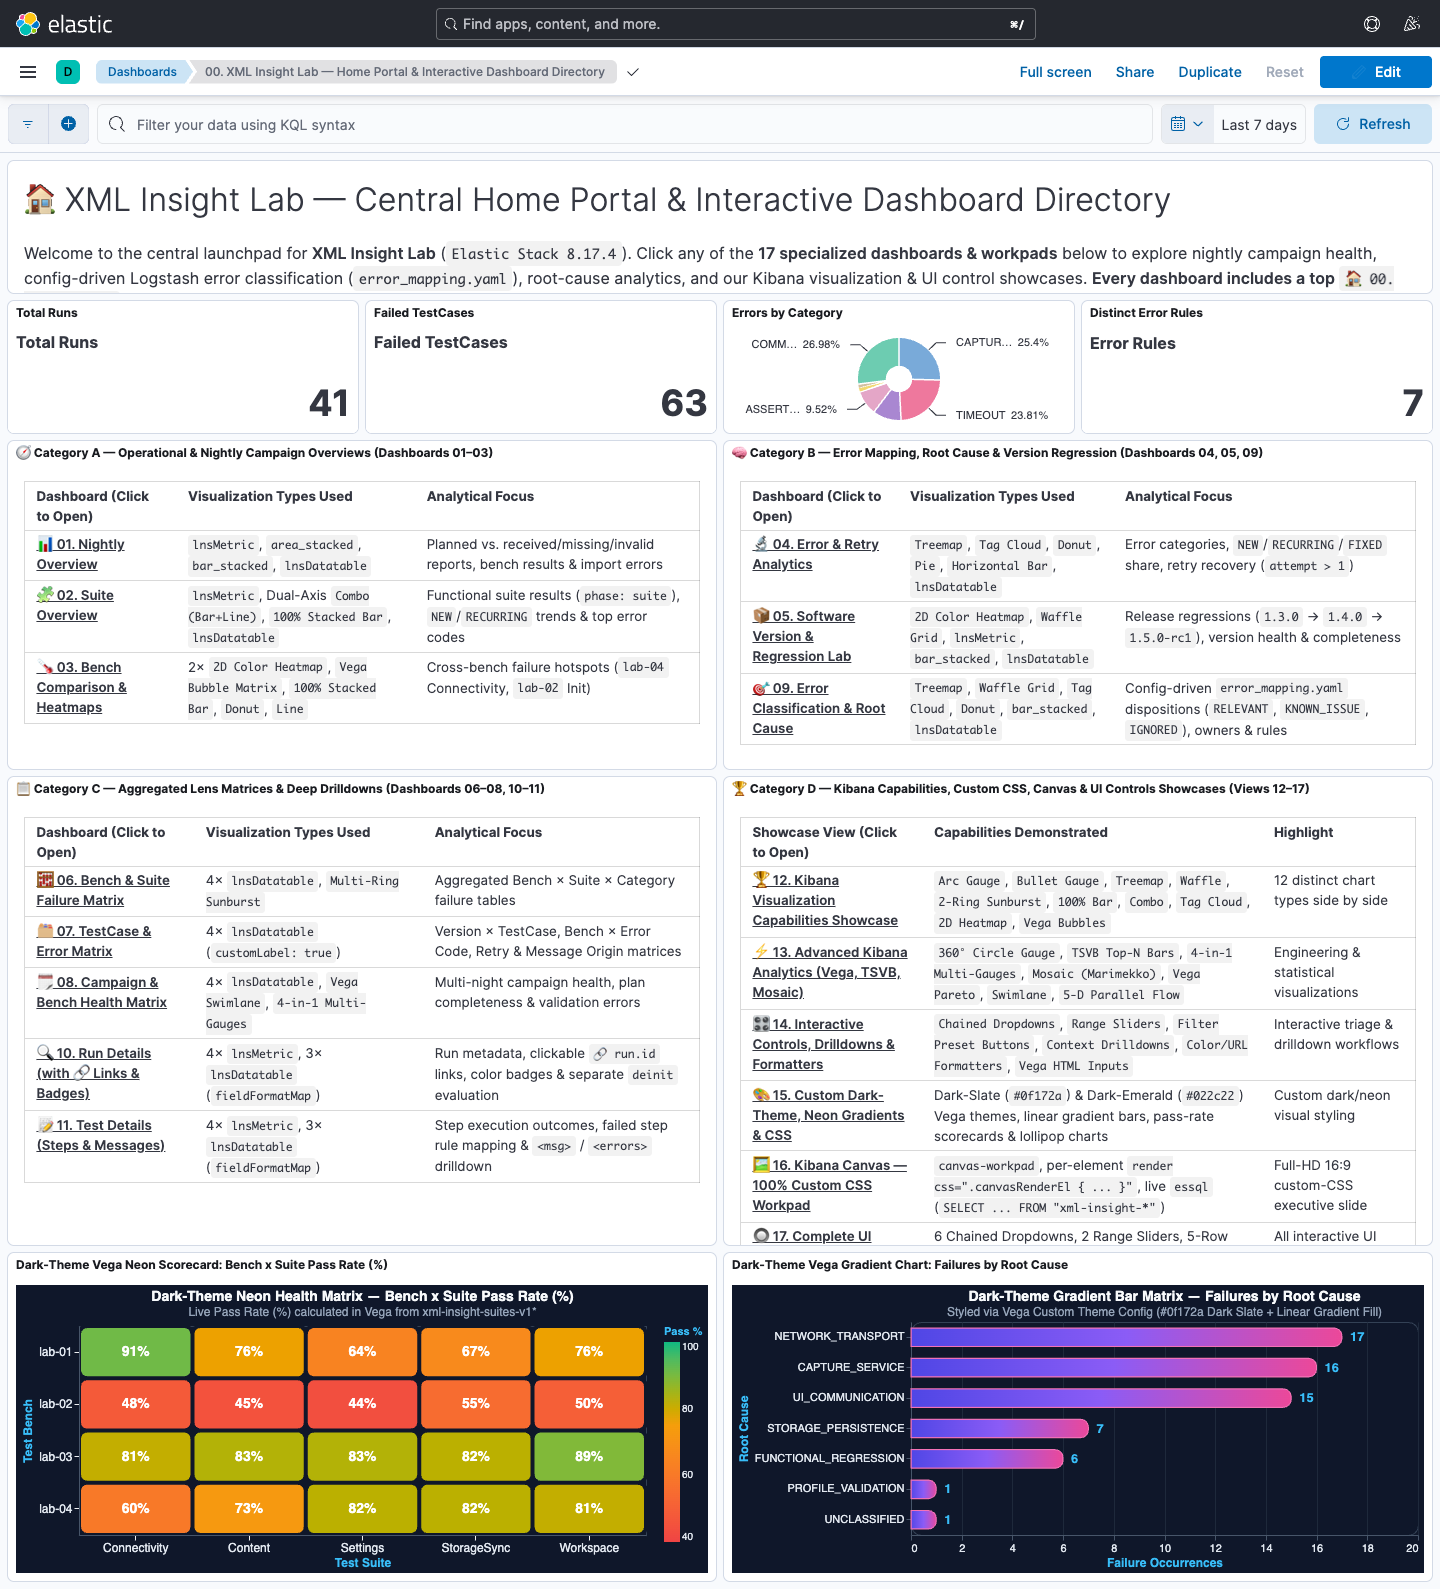 elastic
Find apps, content, and more.
⌘/
D
Dashboards
00. XML Insight Lab — Home Portal & Interactive Dashboard Directory
Full screen
Share
Duplicate
Reset
Edit
Filter your data using KQL syntax
Last 7 days
Refresh
🏠 XML Insight Lab — Central Home Portal & Interactive Dashboard Directory
Welcome to the central launchpad for XML Insight Lab ( Elastic Stack 8.17.4 ). Click any of the 17 specialized dashboards & workpads below to explore nightly campaign health,
config-driven Logstash error classification ( error_mapping.yaml ), root-cause analytics, and our Kibana visualization & UI control showcases. Every dashboard includes a top 🏠 00.
Total Runs
Total Runs
41
Failed TestCases
Failed TestCases
63
Errors by Category
COMM... 26.98%
CAPTUR... 25.4%
ASSERT... 9.52%
TIMEOUT 23.81%
Distinct Error Rules
Error Rules
7
🧭 Category A — Operational & Nightly Campaign Overviews (Dashboards 01–03)
Dashboard (Click
to Open)
Visualization Types Used
Analytical Focus
📊 01. Nightly
Overview
lnsMetric , area_stacked ,
bar_stacked , lnsDatatable
Planned vs. received/missing/invalid
reports, bench results & import errors
🧩 02. Suite
Overview
lnsMetric , Dual-Axis Combo
(Bar+Line) , 100% Stacked Bar ,
lnsDatatable
Functional suite results ( phase: suite ),
NEW / RECURRING trends & top error
codes
03. Bench
Comparison &
Heatmaps
2× 2D Color Heatmap , Vega
Bubble Matrix , 100% Stacked
Bar , Donut , Line
Cross-bench failure hotspots ( lab-04
Connectivity, lab-02 Init)
🧠 Category B — Error Mapping, Root Cause & Version Regression (Dashboards 04, 05, 09)
Dashboard (Click to
Open)
Visualization Types Used
Analytical Focus
🔬 04. Error & Retry
Analytics
Treemap , Tag Cloud , Donut ,
Pie , Horizontal Bar ,
lnsDatatable
Error categories, NEW / RECURRING / FIXED
share, retry recovery ( attempt > 1 )
📦 05. Software
Version &
Regression Lab
2D Color Heatmap , Waffle
Grid , lnsMetric ,
bar_stacked , lnsDatatable
Release regressions ( 1.3.0 → 1.4.0 →
1.5.0-rc1 ), version health & completeness
🎯 09. Error
Classification & Root
Cause
Treemap , Waffle Grid , Tag
Cloud , Donut , bar_stacked ,
lnsDatatable
Config-driven error_mapping.yaml
dispositions ( RELEVANT , KNOWN_ISSUE ,
IGNORED ), owners & rules
📋 Category C — Aggregated Lens Matrices & Deep Drilldowns (Dashboards 06–08, 10–11)
Dashboard (Click to
Open)
Visualization Types Used
Analytical Focus
06. Bench & Suite
Failure Matrix
4× lnsDatatable , Multi-Ring
Sunburst
Aggregated Bench × Suite × Category
failure tables
07. TestCase &
Error Matrix
4× lnsDatatable
( customLabel: true )
Version × TestCase, Bench × Error
Code, Retry & Message Origin matrices
08. Campaign &
Bench Health Matrix
4× lnsDatatable , Vega
Swimlane , 4-in-1 Multi-
Gauges
Multi-night campaign health, plan
completeness & validation errors
🔍 10. Run Details
(with 🔗 Links &
Badges)
4× lnsMetric , 3×
lnsDatatable
( fieldFormatMap )
Run metadata, clickable 🔗 run.id
links, color badges & separate deinit
evaluation
📝 11. Test Details
(Steps & Messages)
4× lnsMetric , 3×
lnsDatatable
( fieldFormatMap )
Step execution outcomes, failed step
rule mapping & <msg> / <errors>
drilldown
🏆 Category D — Kibana Capabilities, Custom CSS, Canvas & UI Controls Showcases (Views 12–17)
Showcase View (Click
to Open)
Capabilities Demonstrated
Highlight
🏆 12. Kibana
Visualization
Capabilities Showcase
Arc Gauge , Bullet Gauge , Treemap , Waffle ,
2-Ring Sunburst , 100% Bar , Combo , Tag Cloud ,
2D Heatmap , Vega Bubbles
12 distinct chart
types side by side
⚡ 13. Advanced Kibana
Analytics (Vega, TSVB,
Mosaic)
360° Circle Gauge , TSVB Top-N Bars , 4-in-1
Multi-Gauges , Mosaic (Marimekko) , Vega
Pareto , Swimlane , 5-D Parallel Flow
Engineering &
statistical
visualizations
🎛️ 14. Interactive
Controls, Drilldowns &
Formatters
Chained Dropdowns , Range Sliders , Filter
Preset Buttons , Context Drilldowns , Color/URL
Formatters , Vega HTML Inputs
Interactive triage &
drilldown workflows
🎨 15. Custom Dark-
Theme, Neon Gradients
& CSS
Dark-Slate ( #0f172a ) & Dark-Emerald ( #022c22 )
Vega themes, linear gradient bars, pass-rate
scorecards & lollipop charts
Custom dark/neon
visual styling
🖼️ 16. Kibana Canvas —
100% Custom CSS
Workpad
canvas-workpad , per-element render
css=".canvasRenderEl { ... }" , live essql
( SELECT ... FROM "xml-insight-*" )
Full-HD 16:9
custom-CSS
executive slide
🔘 17. Complete UI
6 Chained Dropdowns, 2 Range Sliders, 5-Row
All interactive UI
Dark-Theme Vega Neon Scorecard: Bench x Suite Pass Rate (%)
Dark-Theme Neon Health Matrix — Bench x Suite Pass Rate (%)
Live Pass Rate (%) calculated in Vega from xml-insight-suites-v1*
Pass %
100
80
60
40
Test Bench
lab-01 91% 76% 64% 67% 76%
lab-02 48% 45% 44% 55% 50%
lab-03 81% 83% 83% 82% 89%
lab-04 60% 73% 82% 82% 81%
Connectivity Content Settings StorageSync Workspace
Test Suite
Dark-Theme Vega Gradient Chart: Failures by Root Cause
Dark-Theme Gradient Bar Matrix — Failures by Root Cause
Styled via Vega Custom Theme Config (#0f172a Dark Slate + Linear Gradient Fill)
Root Cause
NETWORK_TRANSPORT 17
CAPTURE_SERVICE 16
UI_COMMUNICATION 15
STORAGE_PERSISTENCE 7
FUNCTIONAL_REGRESSION 6
PROFILE_VALIDATION 1
UNCLASSIFIED 1
0 2 4 6 8 10 12 14 16 18 20
Failure Occurrences